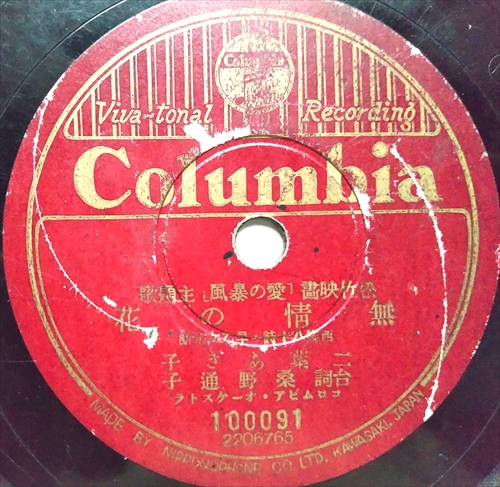 Columbia
Viva-tonal Recording
Columbia
歌題主「風暴の愛」畫映竹松
花の情無
子ぎあ葉二
子通野桑 詞台
ラトスケーオ・アビムロコ
100091
2206765
MADE BY NIPPONOPHONE CO. LTD. KAWASAKI, JAPAN.